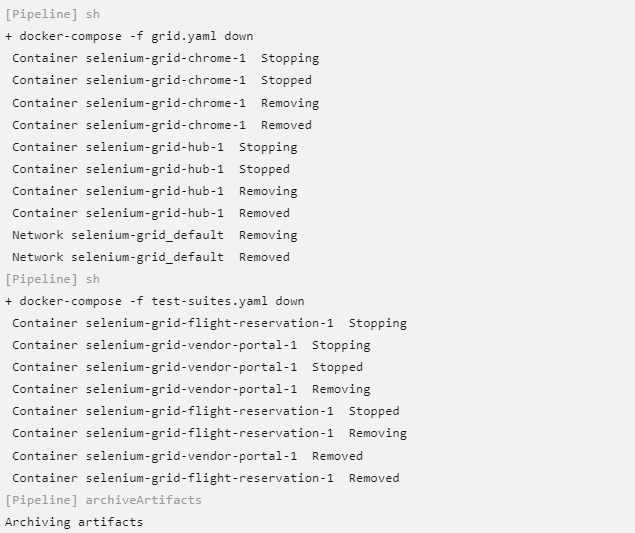 [Pipeline] sh
+ docker-compose -f grid.yaml down
Container selenium-grid-chrome-1  Stopping
Container selenium-grid-chrome-1  Stopped
Container selenium-grid-chrome-1  Removing
Container selenium-grid-chrome-1  Removed
Container selenium-grid-hub-1  Stopping
Container selenium-grid-hub-1  Stopped
Container selenium-grid-hub-1  Removing
Container selenium-grid-hub-1  Removed
Network selenium-grid_default  Removing
Network selenium-grid_default  Removed
[Pipeline] sh
+ docker-compose -f test-suites.yaml down
Container selenium-grid-flight-reservation-1  Stopping
Container selenium-grid-vendor-portal-1  Stopping
Container selenium-grid-vendor-portal-1  Stopped
Container selenium-grid-vendor-portal-1  Removing
Container selenium-grid-flight-reservation-1  Stopped
Container selenium-grid-flight-reservation-1  Removing
Container selenium-grid-vendor-portal-1  Removed
Container selenium-grid-flight-reservation-1  Removed
[Pipeline] archiveArtifacts
Archiving artifacts